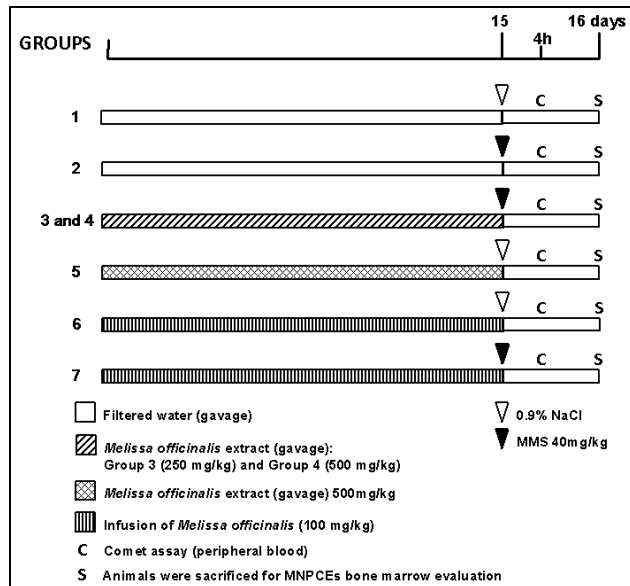 15 16 days
GROUPS 4h
1 C S
2 C S
3 and 4 C S
5 C S
6 C S
7 C S
Filtered water (gavage)
0.9% NaCl
Melissa officinalis extract (gavage):
Group 3 (250 mg/kg) and Group 4 (500 mg/kg)
MMS 40mg/kg
Melissa officinalis extract (gavage) 500mg/kg
Infusion of Melissa officinalis (100 mg/kg)
C Comet assay (peripheral blood)
S Animals were sacrificed for MNPCEs bone marrow evaluation